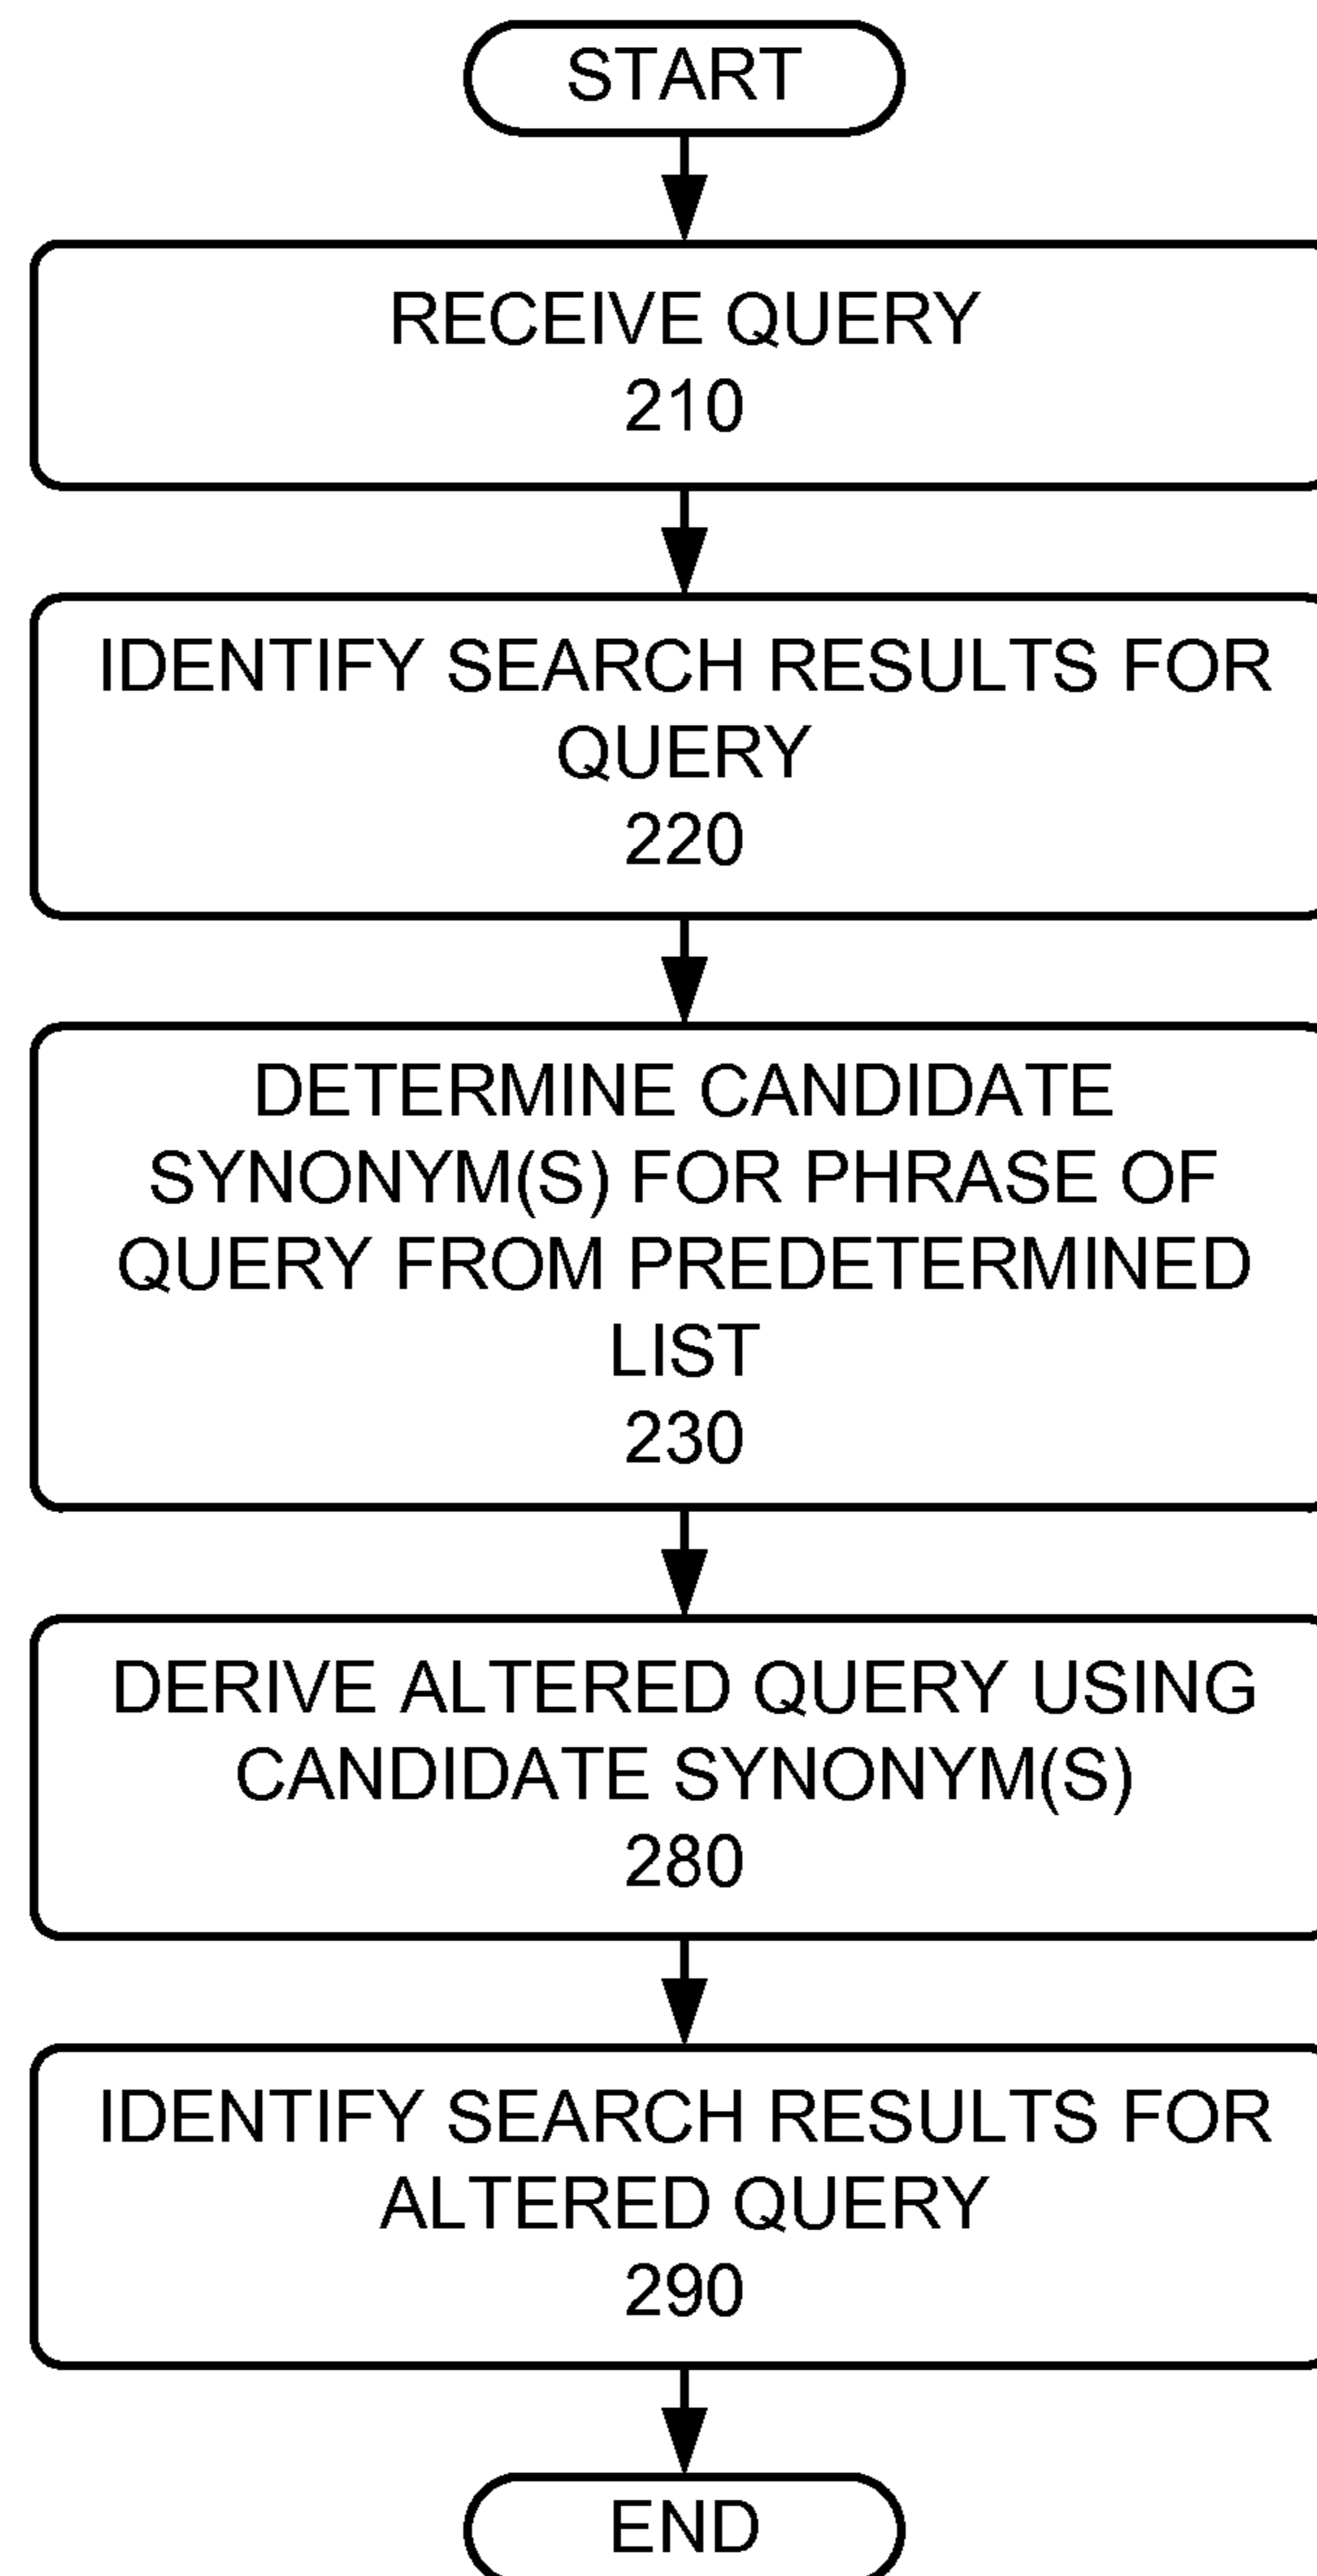 START
RECEIVE QUERY
210
IDENTIFY SEARCH RESULTS FOR
QUERY
220
DETERMINE CANDIDATE
SYNONYM(S) FOR PHRASE OF
QUERY FROM PREDETERMINED
LIST
230
DERIVE ALTERED QUERY USING
CANDIDATE SYNONYM(S)
280
IDENTIFY SEARCH RESULTS FOR
ALTERED QUERY
290
END